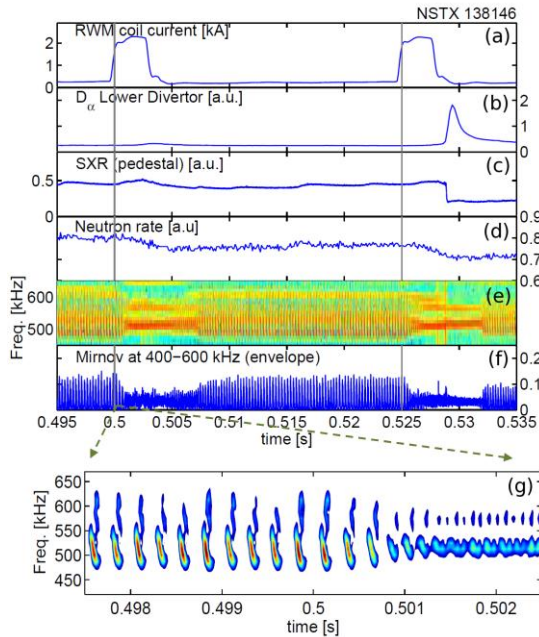 NSTX 138146
RWM coil current [kA]
(a)
2
1
0
Dα Lower Divertor [a.u.]
(b)
2
1
0
SXR (pedestal) [a.u.]
(c)
0.5
0
Neutron rate [a.u]
(d)
0.9
0.8
0.7
0.6
Freq. [kHz]
600
500
(e)
Mirnov at 400-600 kHz (envelope)
(f)
0.2
0.1
0
0.495 0.5 0.505 0.51 0.515 0.52 0.525 0.53 0.535
time [s]
(g)
Freq. [kHz]
650
600
550
500
450
0.498 0.499 0.5 0.501 0.502
time [s]